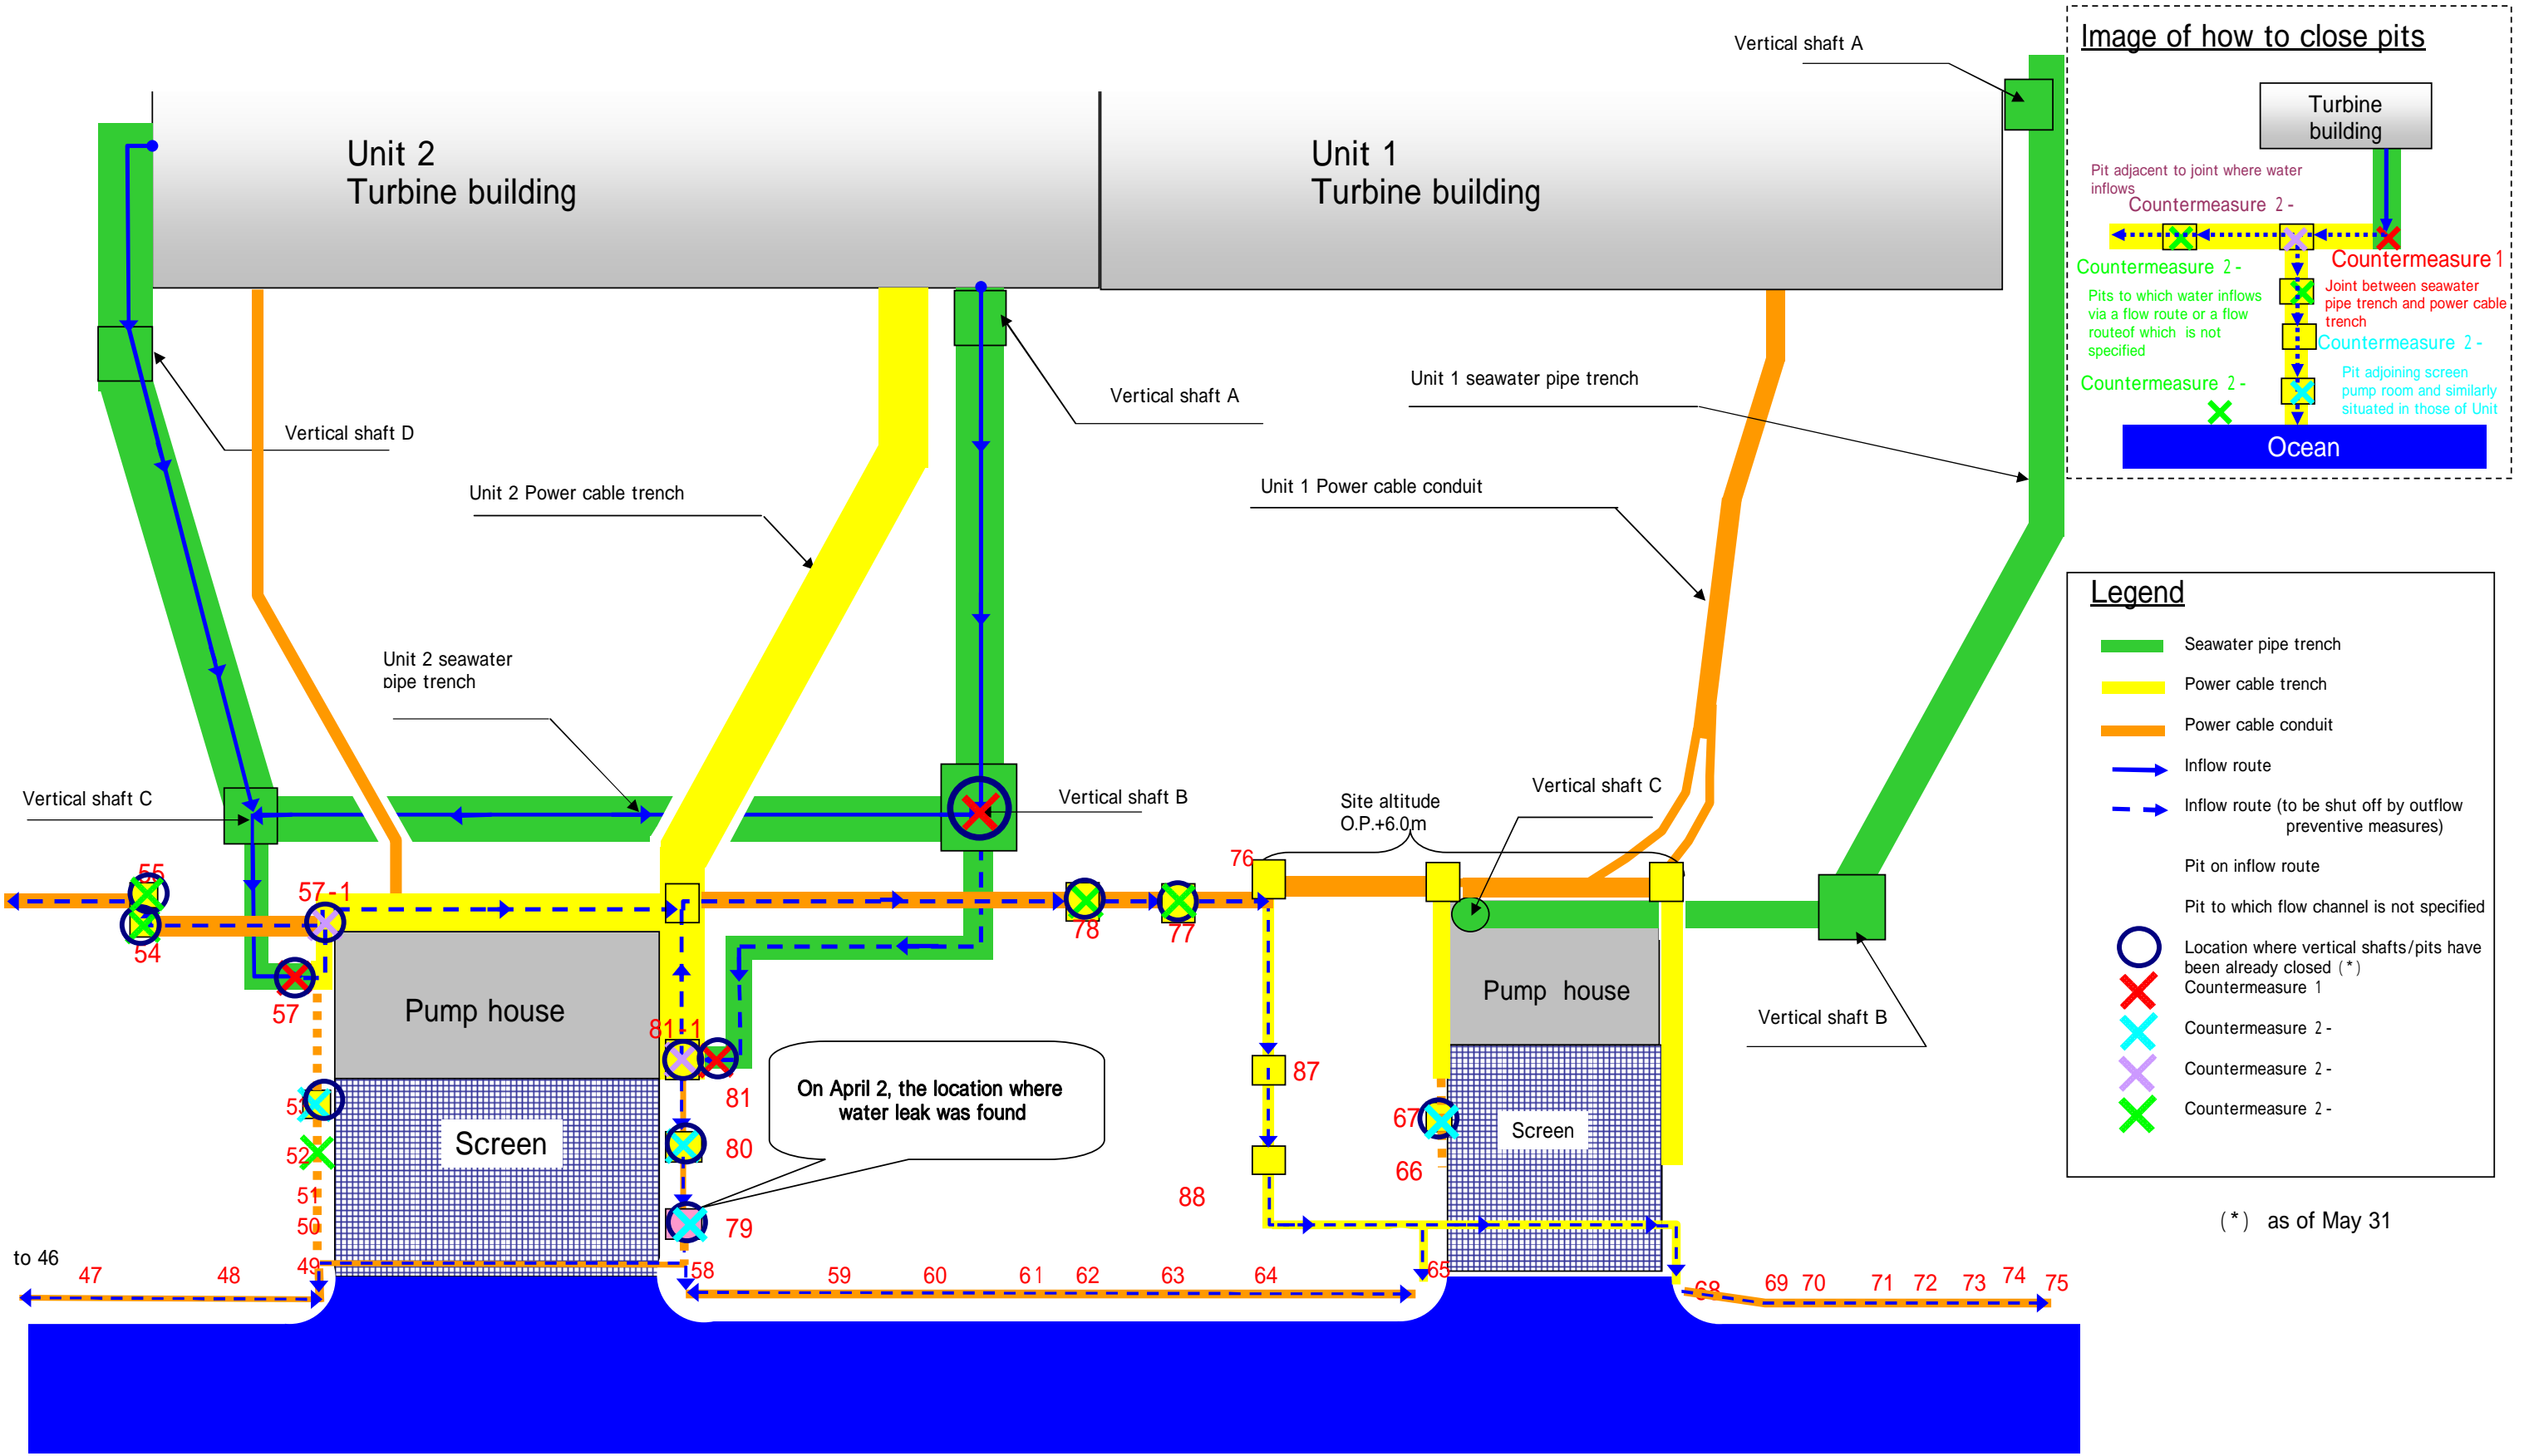 Vertical shaft A
Image of how to close pits
Turbine
building
Unit 2
Turbine building
Unit 1
Turbine building
Pit adjacent to joint where water
inflows
Countermeasure 2-
Countermeasure 2-
Countermeasure 1
Pits to which water inflows
via a flow route or a flow
routeof which is not
specified
Joint between seawater
pipe trench and power cable
trench
Countermeasure 2-
Countermeasure 2-
Pit adjoining screen
pump room and similarly
situated in those of Unit
Ocean
Vertical shaft D
Vertical shaft A
Unit 1 seawater pipe trench
Unit 2 Power cable trench
Unit 1 Power cable conduit
Unit 2 seawater
pipe trench
Vertical shaft C
Vertical shaft B
Site altitude
O.P.+6.0m
Vertical shaft C
Vertical shaft B
Legend
Seawater pipe trench
Power cable trench
Power cable conduit
Inflow route
Inflow route (to be shut off by outflow
preventive measures)
Pit on inflow route
Pit to which flow channel is not specified
Location where vertical shafts/pits have
been already closed (*)
Countermeasure 1
Countermeasure 2-
Countermeasure 2-
Countermeasure 2-
(*) as of May 31
55
54
57-1
57
76
78
77
Pump house
Pump house
81-1
81
On April 2, the location where
water leak was found
87
53
52
80
67
Screen
Screen
66
51
50
79
88
to 46
47
48
49
58
59
60
61
62
63
64
65
68
69
70
71
72
73
74
75